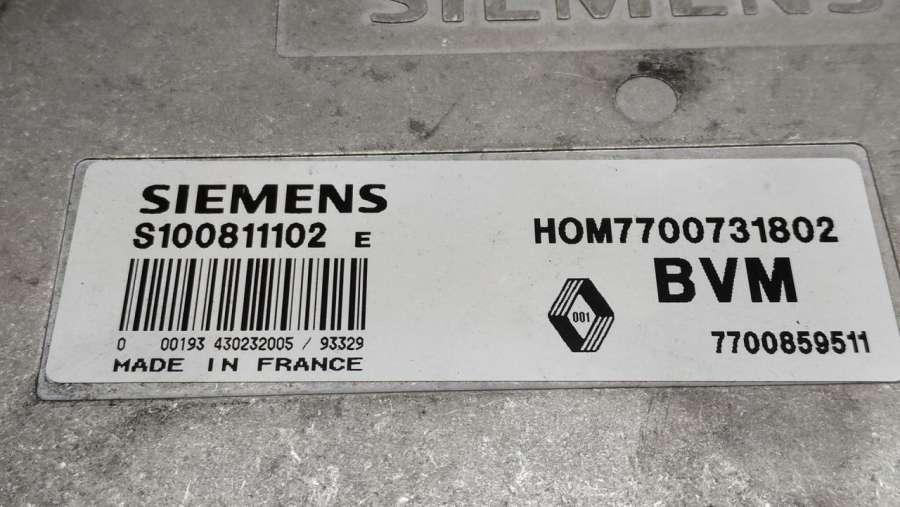 SIEMENS
SIEMENS
S100811102 E
0 00193 430232005 / 93329
MADE IN FRANCE
HOM7700731802
BVM
001
7700859511